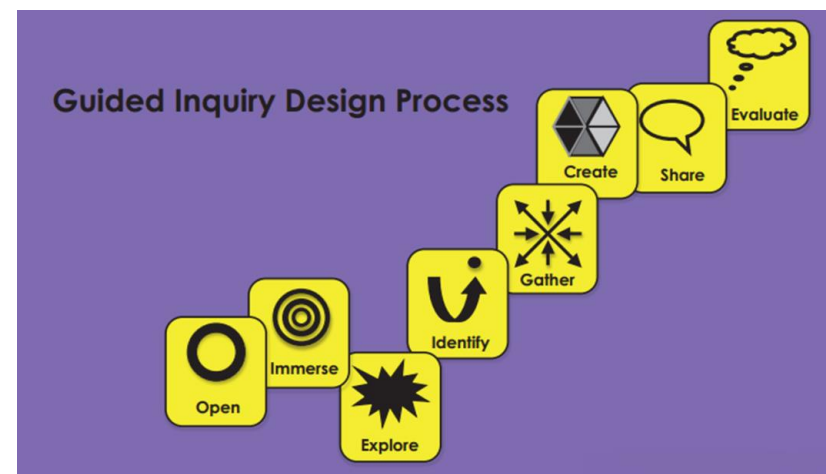 Guided Inquiry Design Process
Open
Immerse
Explore
Identify
Gather
Create
Share
Evaluate